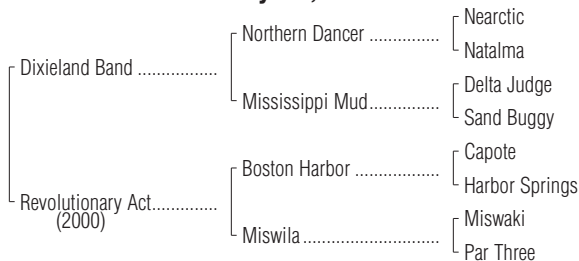 Nearctic
Northern Dancer ................
Natalma
Dixieland Band ..................
Delta Judge
Mississippi Mud................
Sand Buggy
Capote
Boston Harbor ...................
Harbor Springs
Revolutionary Act...............
(2000)
Miswaki
Miswila ...............................
Par Three